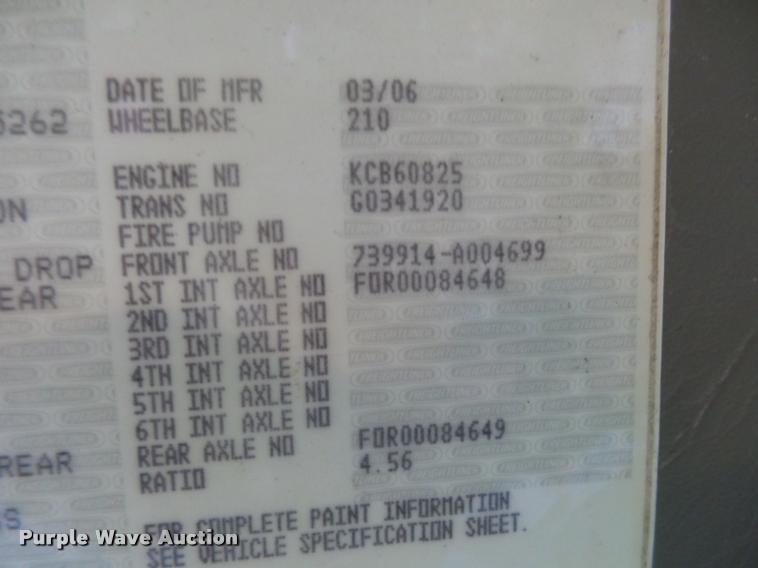 DATE OF MFR 03/06
5262 WHEELBASE 210
ENGINE NO KCB60825
ON TRANS NO G0341920
FIRE PUMP NO
DROP FRONT AXLE NO 739914-A004699
EAR 1ST INT AXLE NO FOR00084648
2ND INT AXLE NO
3RD INT AXLE NO
4TH INT AXLE NO
5TH INT AXLE NO
6TH INT AXLE NO
REAR REAR AXLE NO FOR00084649
RATIO 4.56
GS FOR COMPLETE PAINT INFORMATION
SEE VEHICLE SPECIFICATION SHEET.
Purple Wave Auction